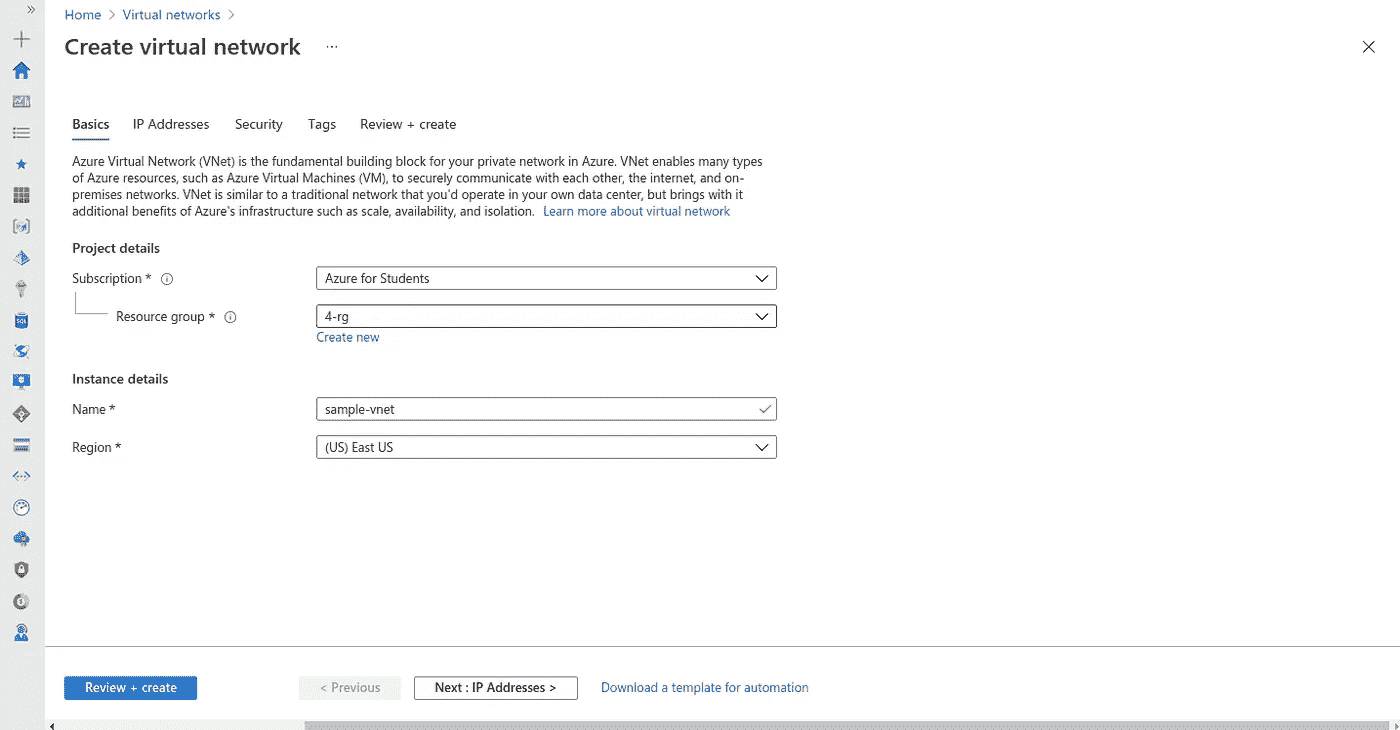 Home > Virtual networks >
Create virtual network ...
Basics IP Addresses Security Tags Review + create
Azure Virtual Network (VNet) is the fundamental building block for your private network in Azure. VNet enables many types
of Azure resources, such as Azure Virtual Machines (VM), to securely communicate with each other, the internet, and on-
premises networks. VNet is similar to a traditional network that you'd operate in your own data center, but brings with it
additional benefits of Azure's infrastructure such as scale, availability, and isolation. Learn more about virtual network
Project details
Subscription * Azure for Students
Resource group * 4-rg
Create new
Instance details
Name * sample-vnet
Region * (US) East US
Review + create < Previous Next : IP Addresses > Download a template for automation